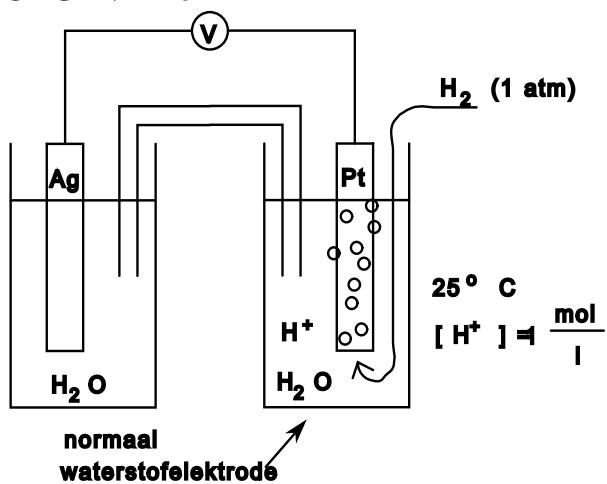 V
H2 (1 atm)
Ag
Pt
25° C
H+
[ H+ ] = 1 mol
l
H2 O
H2 O
normaal
waterstofelektrode